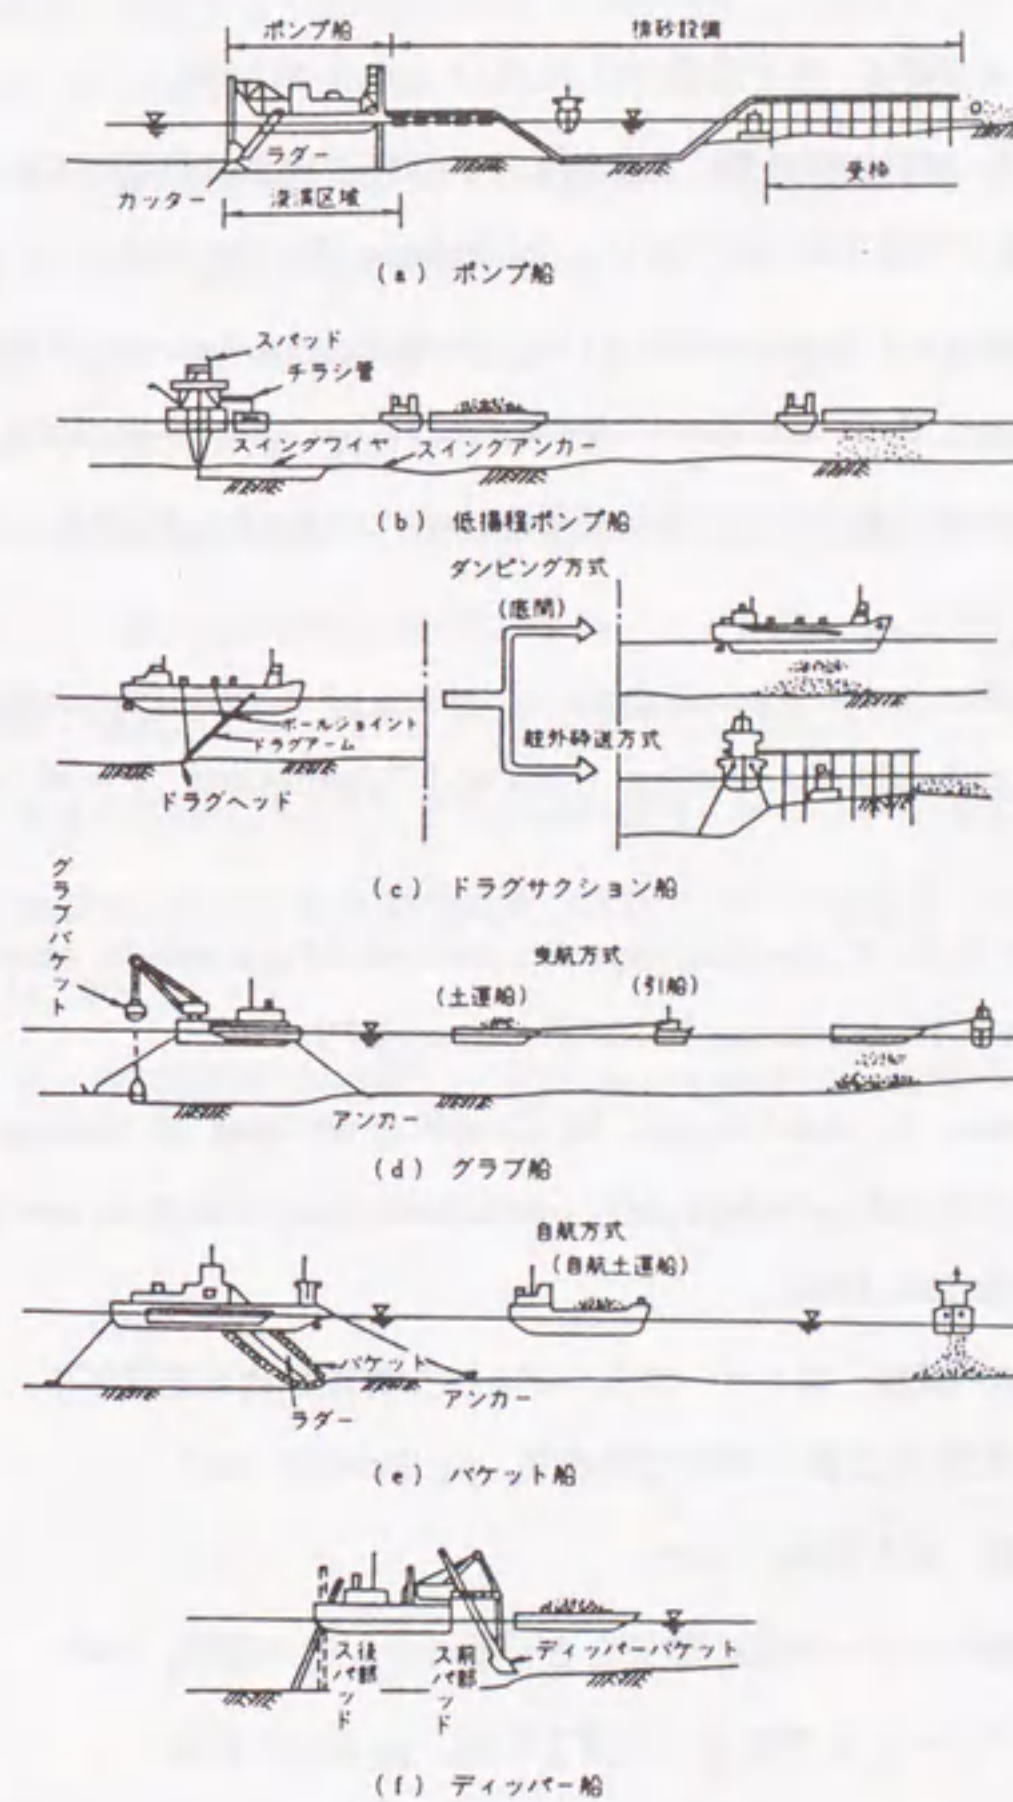 ポンプ船
排砂設備
ラダー
カッター
浚渫区域
受枠
(a) ポンプ船
スパッド
チラシ管
スイングワイヤ
スイングアンカー
(b) 低揚程ポンプ船
ダンピング方式
(底開)
ボールジョイント
ドラグアーム
ドラグヘッド
(c) ドラグサクション船
グラブバケット
曳航方式
(土運船)
(引船)
アンカー
(d) グラブ船
自航方式
(自航土運船)
バケット
アンカー
ラダー
(e) バケット船
後部スパッド
前部スパッド
ディッパーバケット
(f) ディッパー船